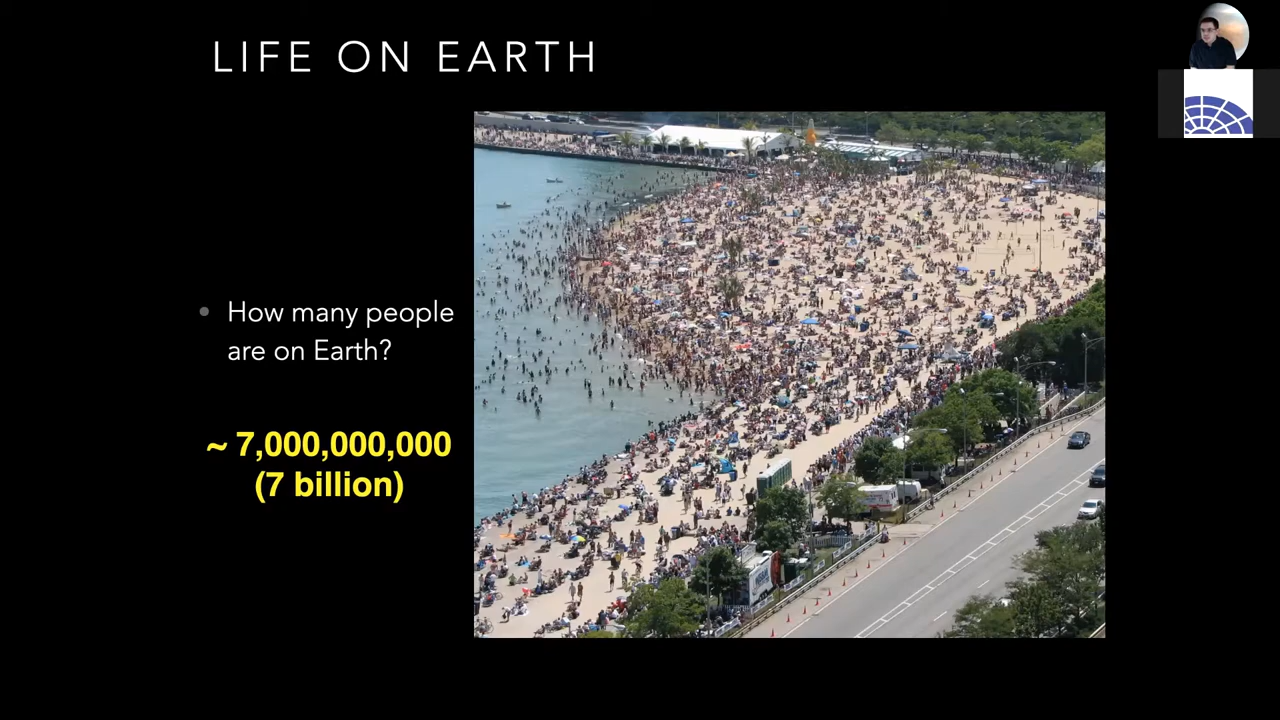 LIFE ON EARTH
• How many people
are on Earth?
~ 7,000,000,000
(7 billion)